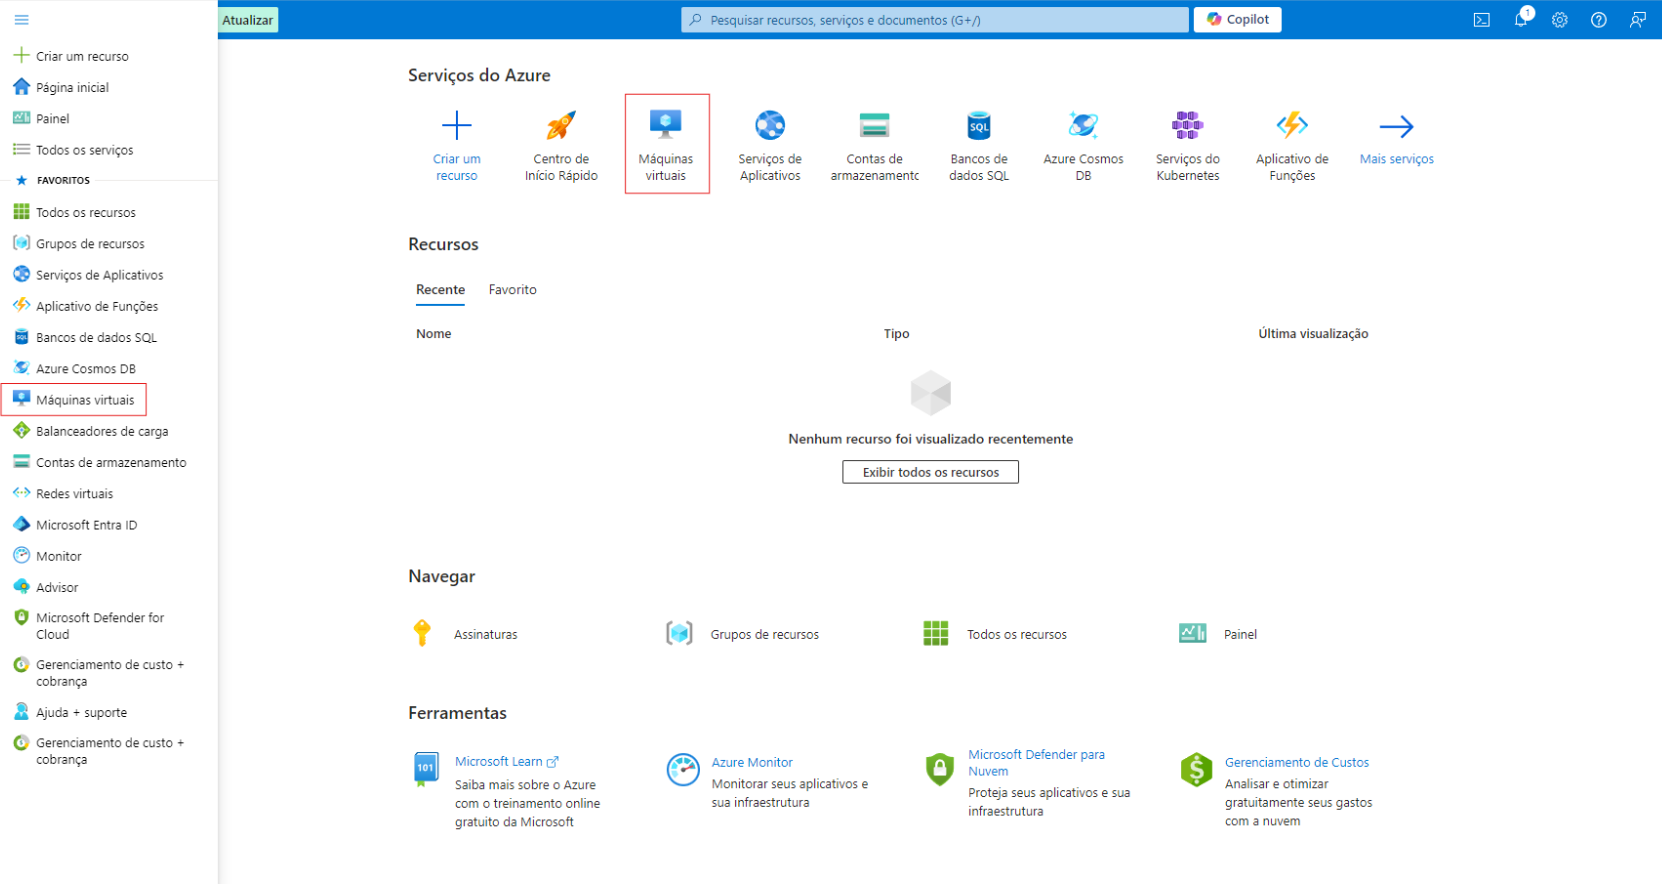 Atualizar
Pesquisar recursos, serviços e documentos (G+/)
Copilot
1
Criar um recurso
Página inicial
Painel
Todos os serviços
FAVORITOS
Todos os recursos
Grupos de recursos
Serviços de Aplicativos
Aplicativo de Funções
Bancos de dados SQL
Azure Cosmos DB
Máquinas virtuais
Balanceadores de carga
Contas de armazenamento
Redes virtuais
Microsoft Entra ID
Monitor
Advisor
Microsoft Defender for
Cloud
Gerenciamento de custo +
cobrança
Ajuda + suporte
Gerenciamento de custo +
cobrança
Serviços do Azure
Criar um
recurso
Centro de
Início Rápido
Máquinas
virtuais
Serviços de
Aplicativos
Contas de
armazenamento
SQL
Bancos de
dados SQL
Azure Cosmos
DB
Serviços do
Kubernetes
Aplicativo de
Funções
Mais serviços
Recursos
Recente
Favorito
Nome
Tipo
Última visualização
Nenhum recurso foi visualizado recentemente
Exibir todos os recursos
Navegar
Assinaturas
Grupos de recursos
Todos os recursos
Painel
Ferramentas
101
Microsoft Learn
Saiba mais sobre o Azure
com o treinamento online
gratuito da Microsoft
Azure Monitor
Monitorar seus aplicativos e
sua infraestrutura
Microsoft Defender para
Nuvem
Proteja seus aplicativos e sua
infraestrutura
Gerenciamento de Custos
Analisar e otimizar
gratuitamente seus gastos
com a nuvem